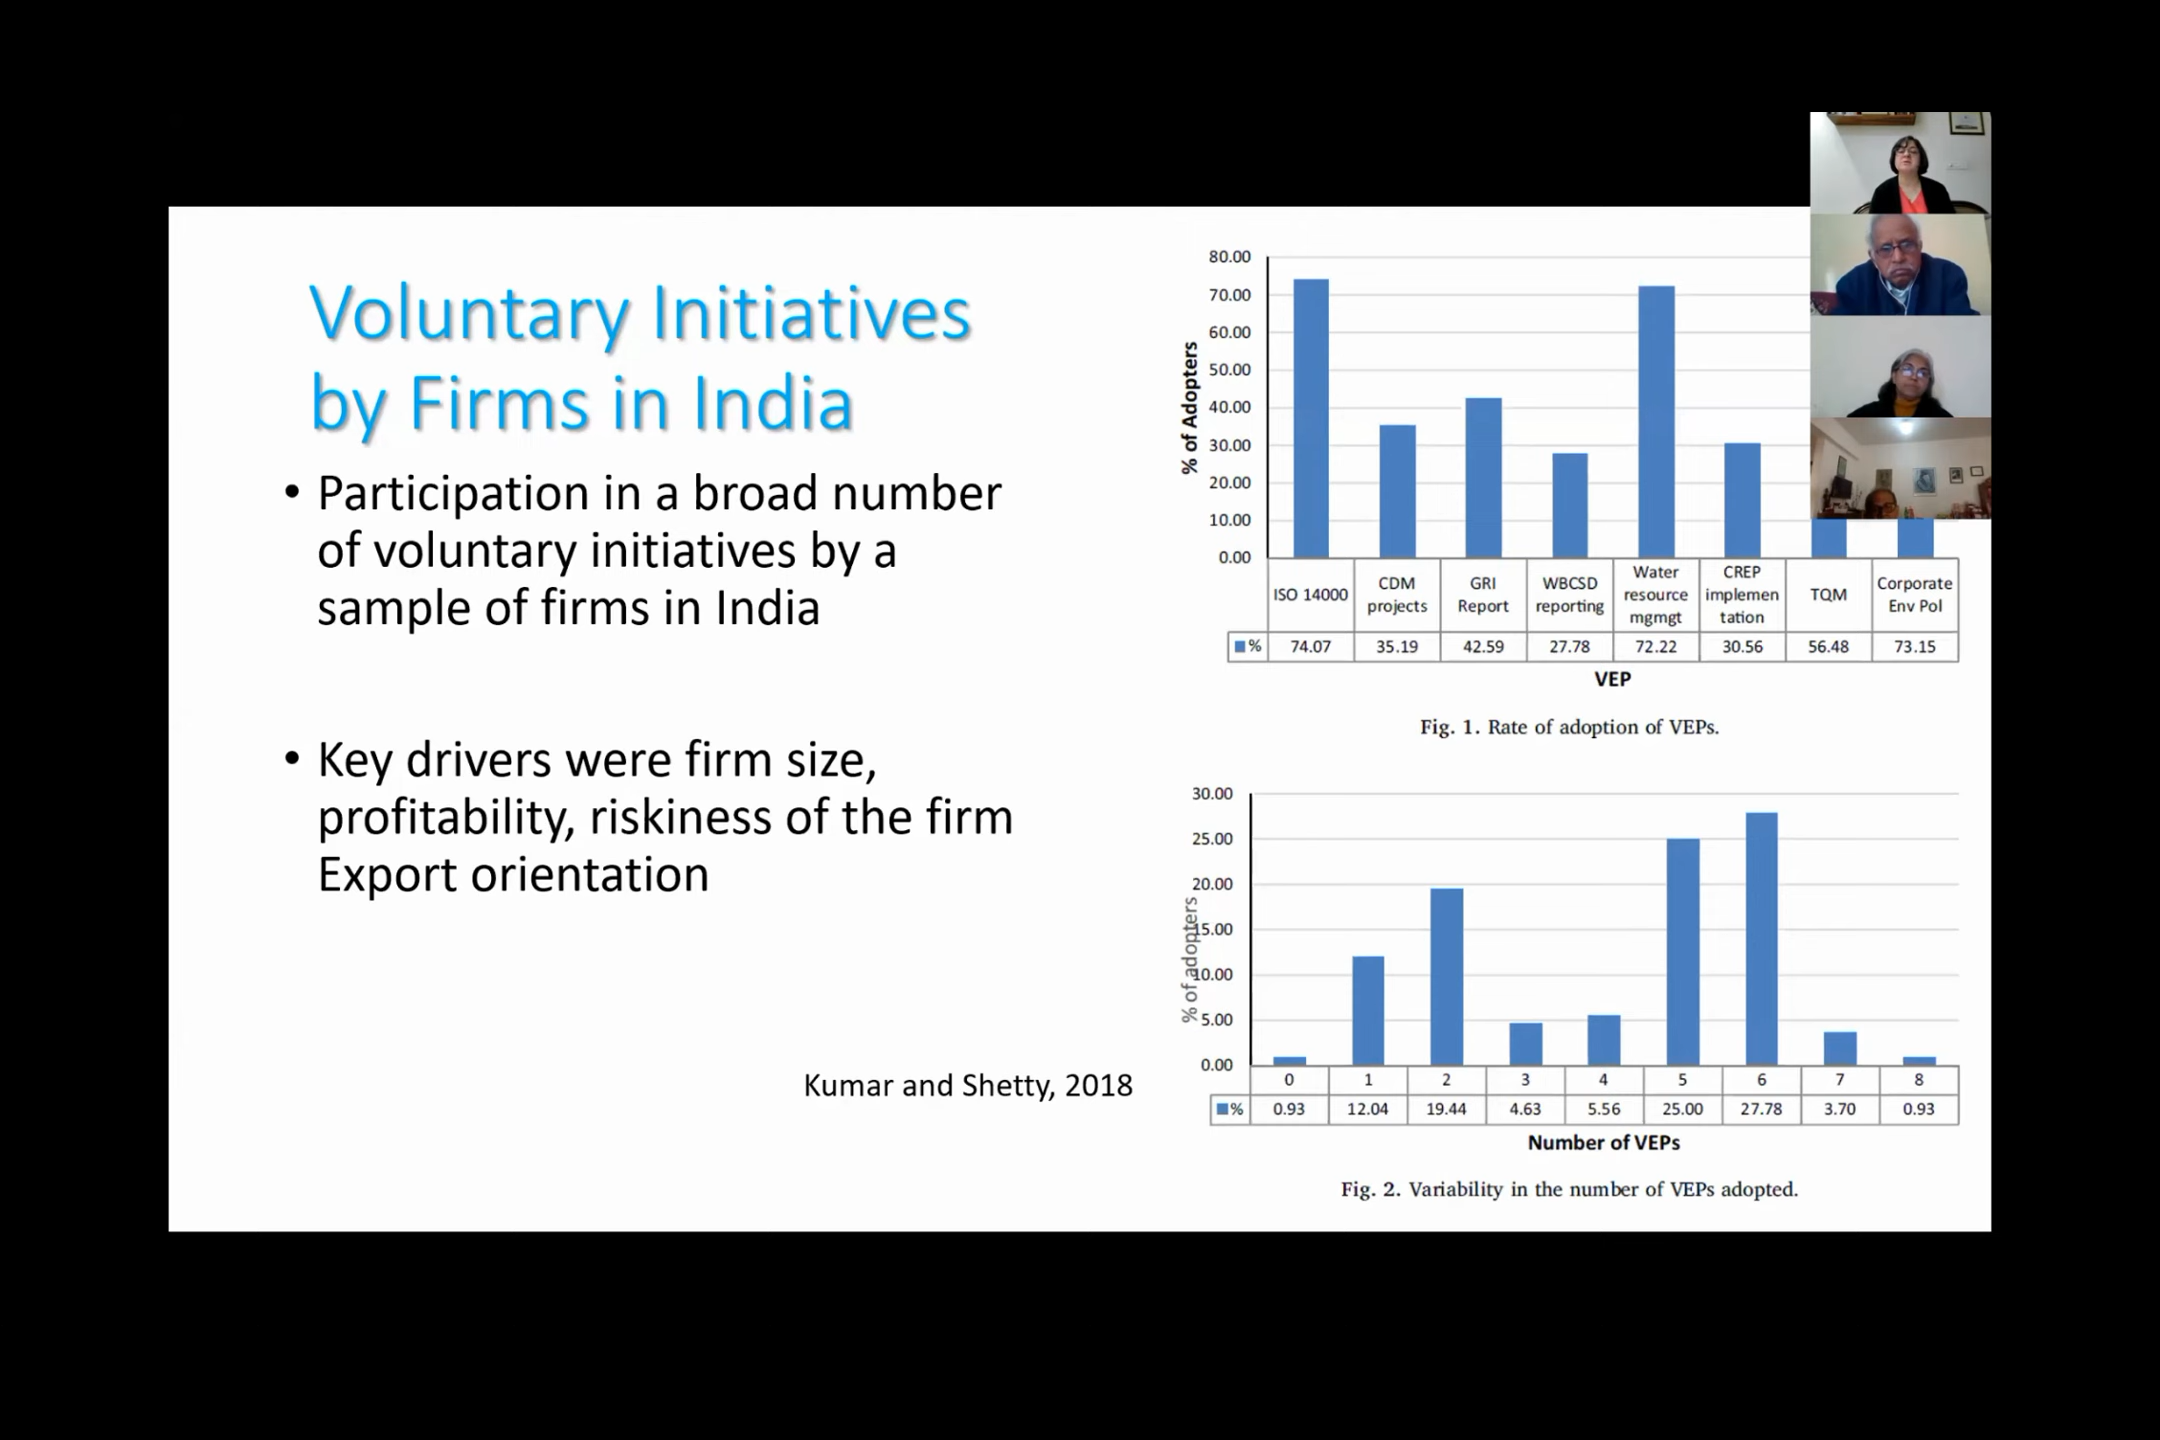 Voluntary Initiatives
by Firms in India
• Participation in a broad number
of voluntary initiatives by a
sample of firms in India
• Key drivers were firm size,
profitability, riskiness of the firm
Export orientation
Kumar and Shetty, 2018
% of Adopters
80.00
70.00
60.00
50.00
40.00
30.00
20.00
10.00
0.00
ISO 14000
CDM
projects
GRI
Report
WBCSD
reporting
Water
resource
mgmgt
CREP
implemen
tation
TQM
Corporate
Env Pol
% 74.07 35.19 42.59 27.78 72.22 30.56 56.48 73.15
VEP
Fig. 1. Rate of adoption of VEPs.
% of adopters
30.00
25.00
20.00
15.00
10.00
5.00
0.00
0 1 2 3 4 5 6 7 8
% 0.93 12.04 19.44 4.63 5.56 25.00 27.78 3.70 0.93
Number of VEPs
Fig. 2. Variability in the number of VEPs adopted.